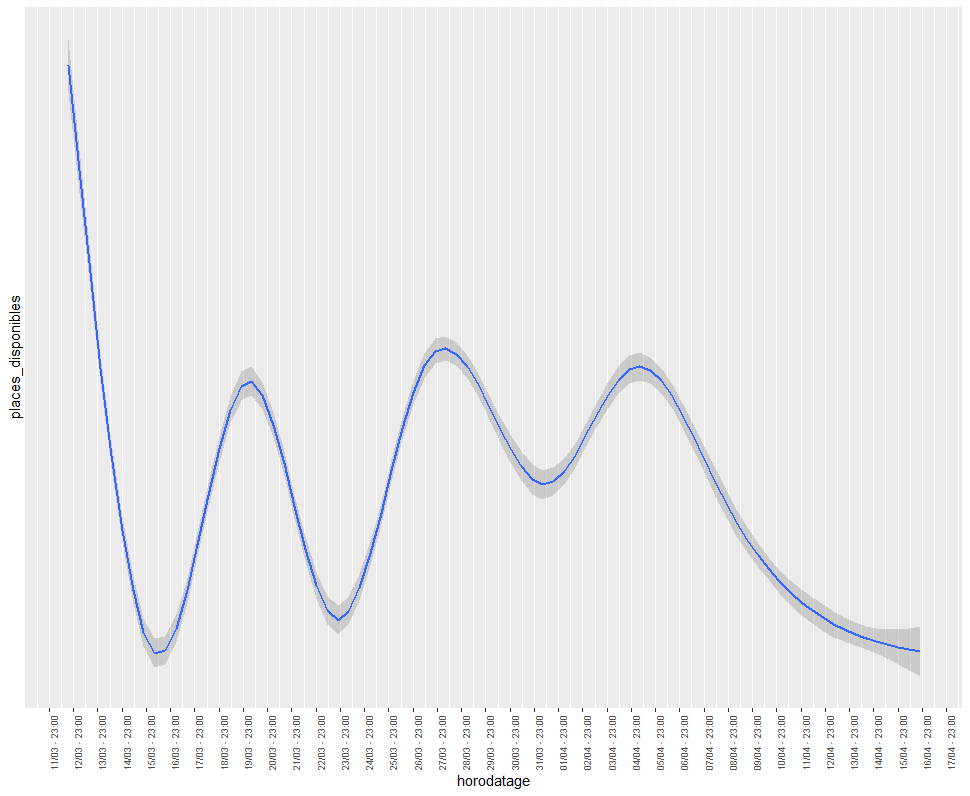 places_disponibles
11/03 - 23:00
12/03 - 23:00
13/03 - 23:00
14/03 - 23:00
15/03 - 23:00
16/03 - 23:00
17/03 - 23:00
18/03 - 23:00
19/03 - 23:00
20/03 - 23:00
21/03 - 23:00
22/03 - 23:00
23/03 - 23:00
24/03 - 23:00
25/03 - 23:00
26/03 - 23:00
27/03 - 23:00
28/03 - 23:00
29/03 - 23:00
30/03 - 23:00
31/03 - 23:00
01/04 - 23:00
02/04 - 23:00
03/04 - 23:00
04/04 - 23:00
05/04 - 23:00
06/04 - 23:00
07/04 - 23:00
08/04 - 23:00
09/04 - 23:00
10/04 - 23:00
11/04 - 23:00
12/04 - 23:00
13/04 - 23:00
14/04 - 23:00
15/04 - 23:00
16/04 - 23:00
17/04 - 23:00
horodatage